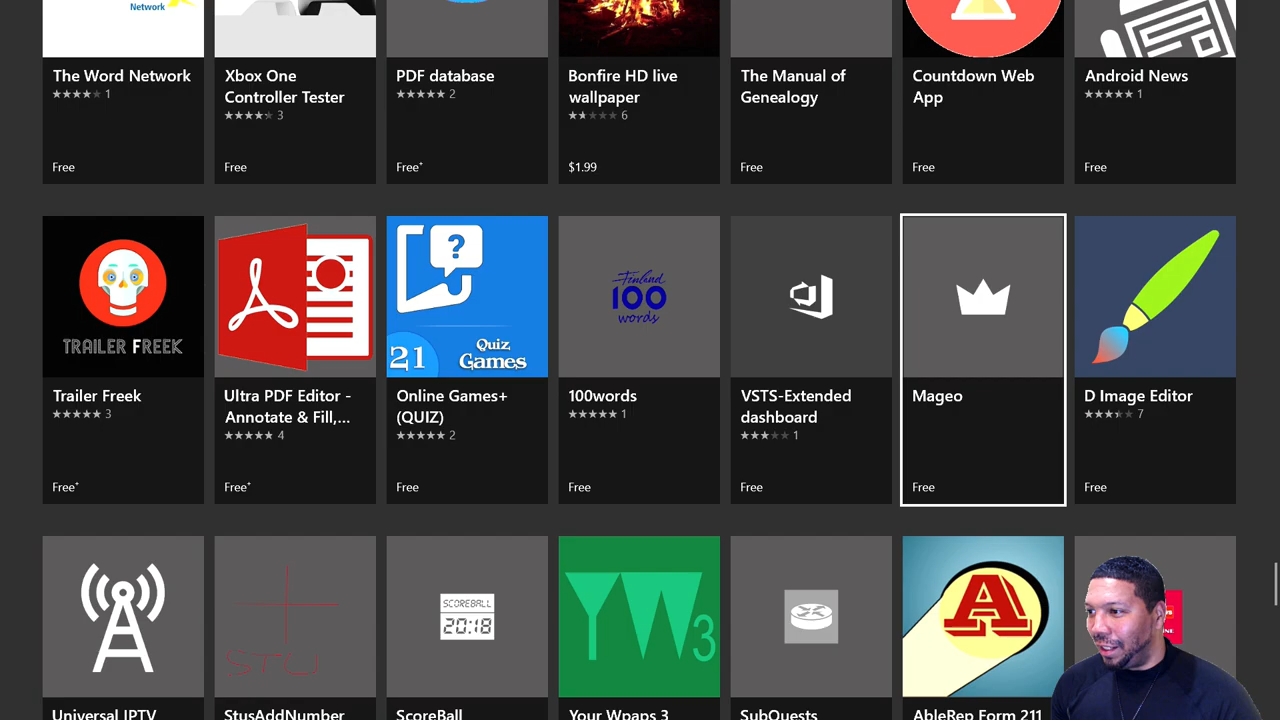 Network
The Word Network
1
Free
Xbox One
Controller Tester
3
Free
PDF database
2
Free*
Bonfire HD live
wallpaper
6
$1.99
The Manual of
Genealogy
Free
Countdown Web
App
Free
Android News
1
Free
TRAILER FREEK
Trailer Freek
3
Free*
Ultra PDF Editor -
Annotate & Fill,...
4
Free*
?
21
Quiz
Games
Online Games+
(QUIZ)
2
Free
Finland
100
words
100words
1
Free
VSTS-Extended
dashboard
1
Free
Mageo
Free
D Image Editor
7
Free
Universal IPTV
STU
StusAddNumber
SCOREBALL
20:18
ScoreBall
YW3
Your Wpaps 3
SubQuests
A
AbleRep Form 211